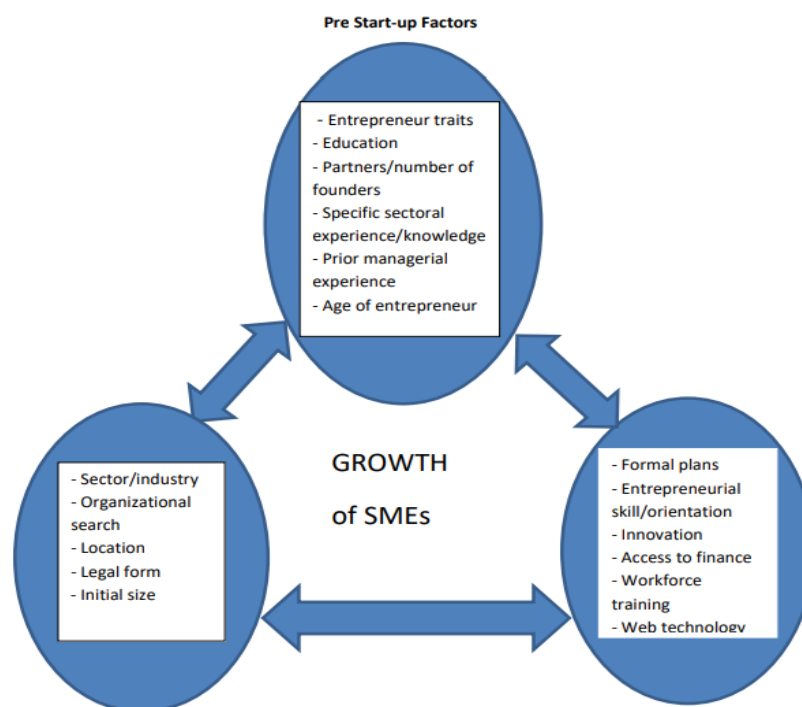 Pre Start-up Factors
- Entrepreneur traits
- Education
- Partners/number of
founders
- Specific sectoral
experience/knowledge
- Prior managerial
experience
- Age of entrepreneur
GROWTH
of SMEs
- Sector/industry
- Organizational
search
- Location
- Legal form
- Initial size
- Formal plans
- Entrepreneurial
skill/orientation
- Innovation
- Access to finance
- Workforce
training
- Web technology